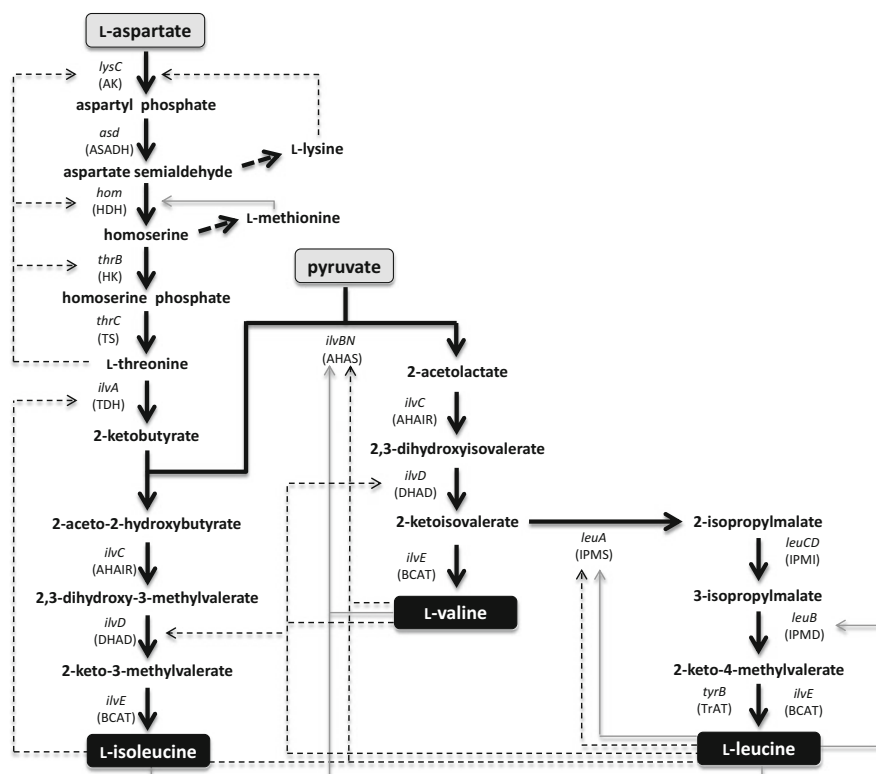 L-aspartate
lysC
(AK)
aspartyl phosphate
asd
(ASADH)
L-lysine
aspartate semialdehyde
hom
(HDH)
L-methionine
homoserine
thrB
(HK)
pyruvate
homoserine phosphate
thrC
(TS)
L-threonine
ilvA
(TDH)
2-ketobutyrate
2-aceto-2-hydroxybutyrate
ilvC
(AHAIR)
2,3-dihydroxy-3-methylvalerate
ilvD
(DHAD)
2-keto-3-methylvalerate
ilvE
(BCAT)
L-isoleucine
ilvBN
(AHAS)
2-acetolactate
ilvC
(AHAIR)
2,3-dihydroxyisovalerate
ilvD
(DHAD)
2-ketoisovalerate
ilvE
(BCAT)
L-valine
leuA
(IPMS)
2-isopropylmalate
leuCD
(IPMI)
3-isopropylmalate
leuB
(IPMD)
2-keto-4-methylvalerate
tyrB
(TrAT)
ilvE
(BCAT)
L-leucine